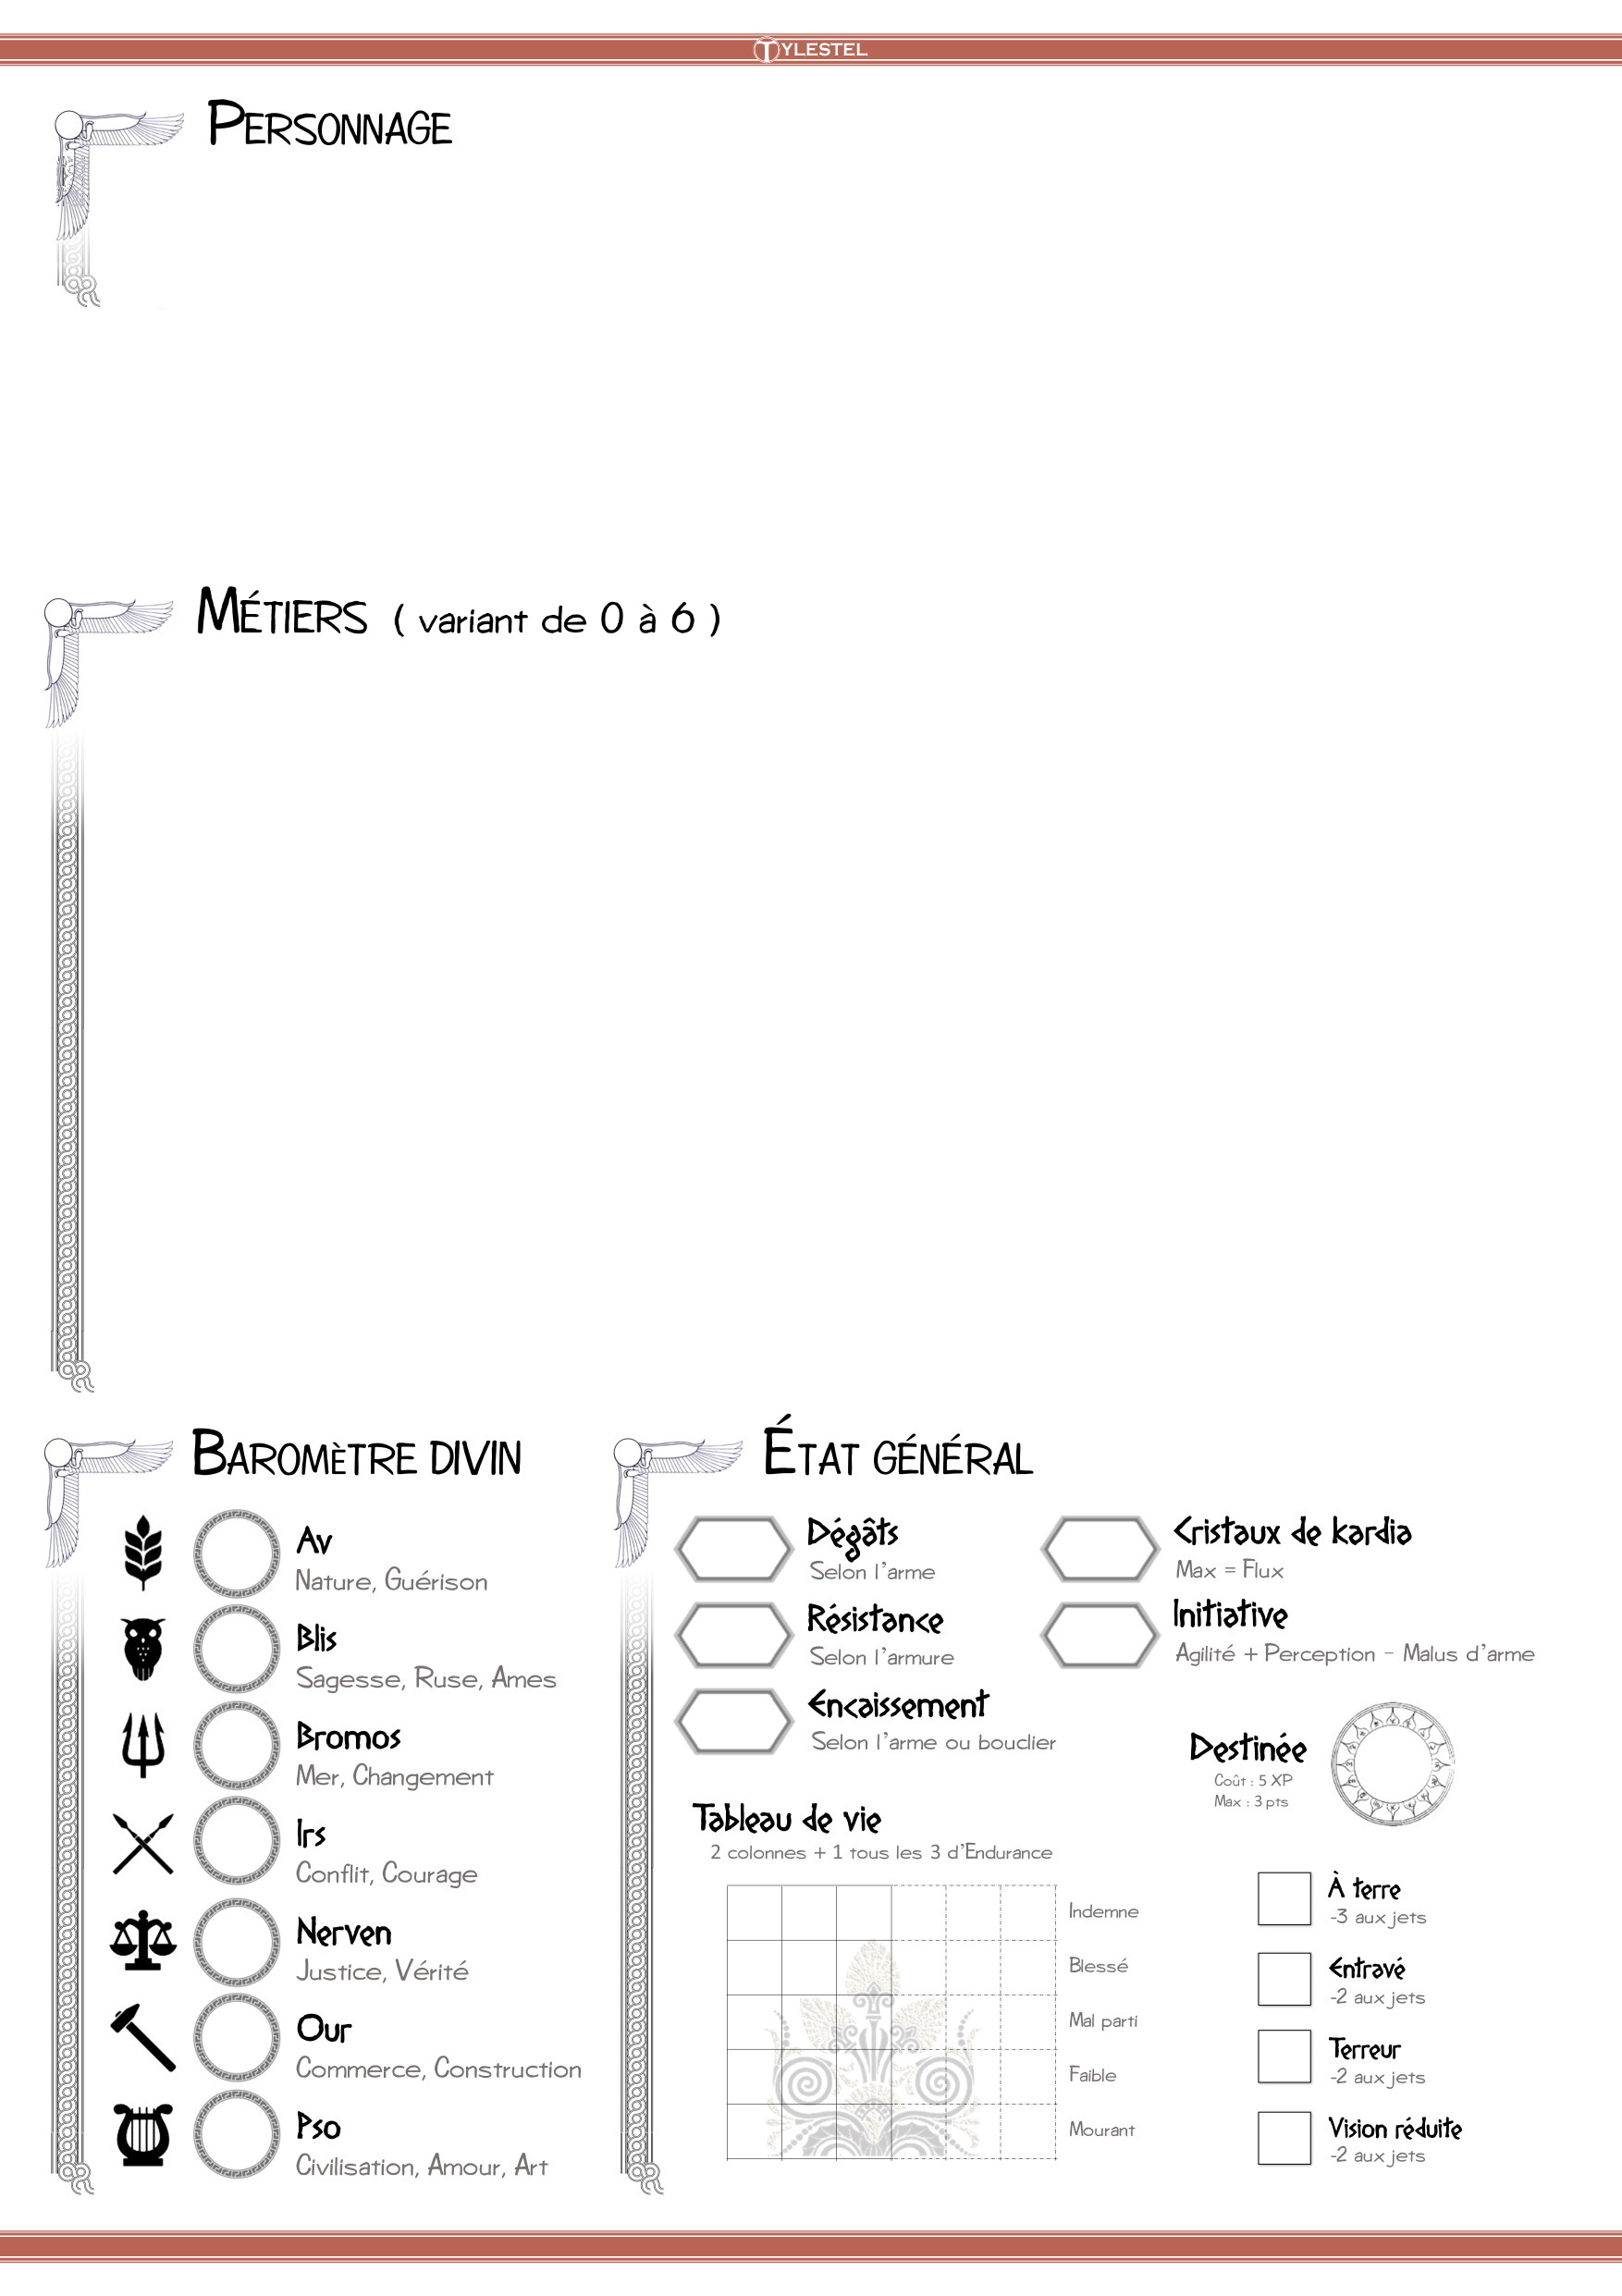 TYLESTEL
PERSONNAGE
MÉTIERS ( variant de 0 à 6 )
BAROMÈTRE DIVIN
Av
Nature, Guérison
Blis
Sagesse, Ruse, Ames
Bromos
Mer, Changement
Irs
Conflit, Courage
Nerven
Justice, Vérité
Our
Commerce, Construction
Pso
Civilisation, Amour, Art
ÉTAT GÉNÉRAL
Dégâts
Selon l'arme
Résistance
Selon l'armure
Encaissement
Selon l'arme ou bouclier
Cristaux de kardia
Max = Flux
Initiative
Agilité + Perception - Malus d'arme
Destinée
Coût : 5 XP
Max : 3 pts
Tableau de vie
2 colonnes + 1 tous les 3 d'Endurance
Indemne
Blessé
Mal parti
Faible
Mourant
À terre
-3 aux jets
Entravé
-2 aux jets
Terreur
-2 aux jets
Vision réduite
-2 aux jets